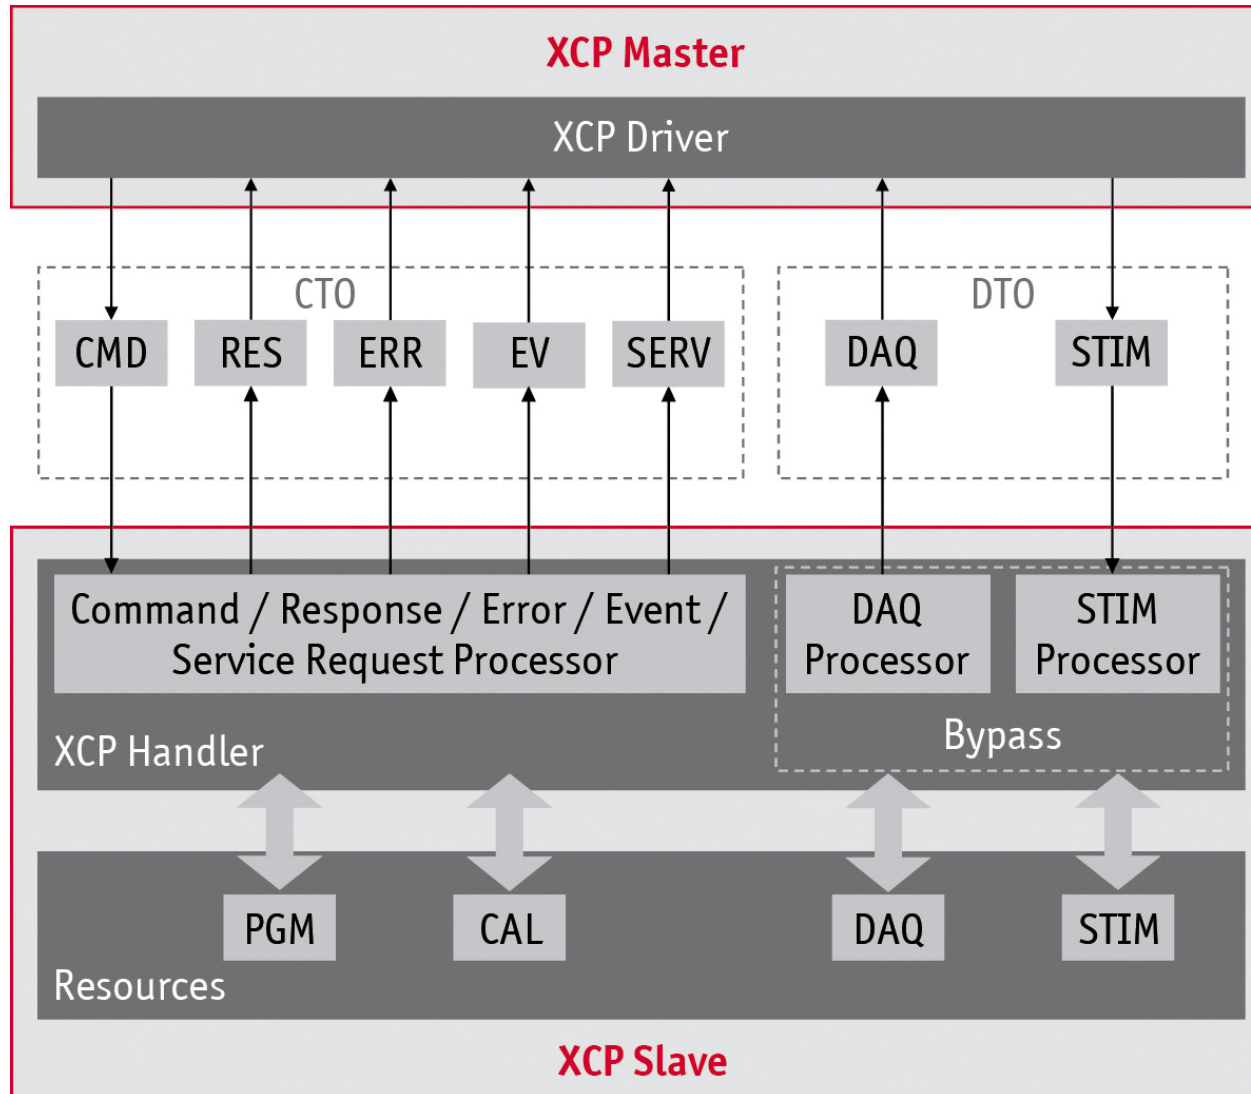 XCP Master
XCP Driver
CTO
DTO
CMD
RES
ERR
EV
SERV
DAQ
STIM
Command / Response / Error / Event /
Service Request Processor
DAQ
Processor
STIM
Processor
XCP Handler
Bypass
PGM
CAL
DAQ
STIM
Resources
XCP Slave